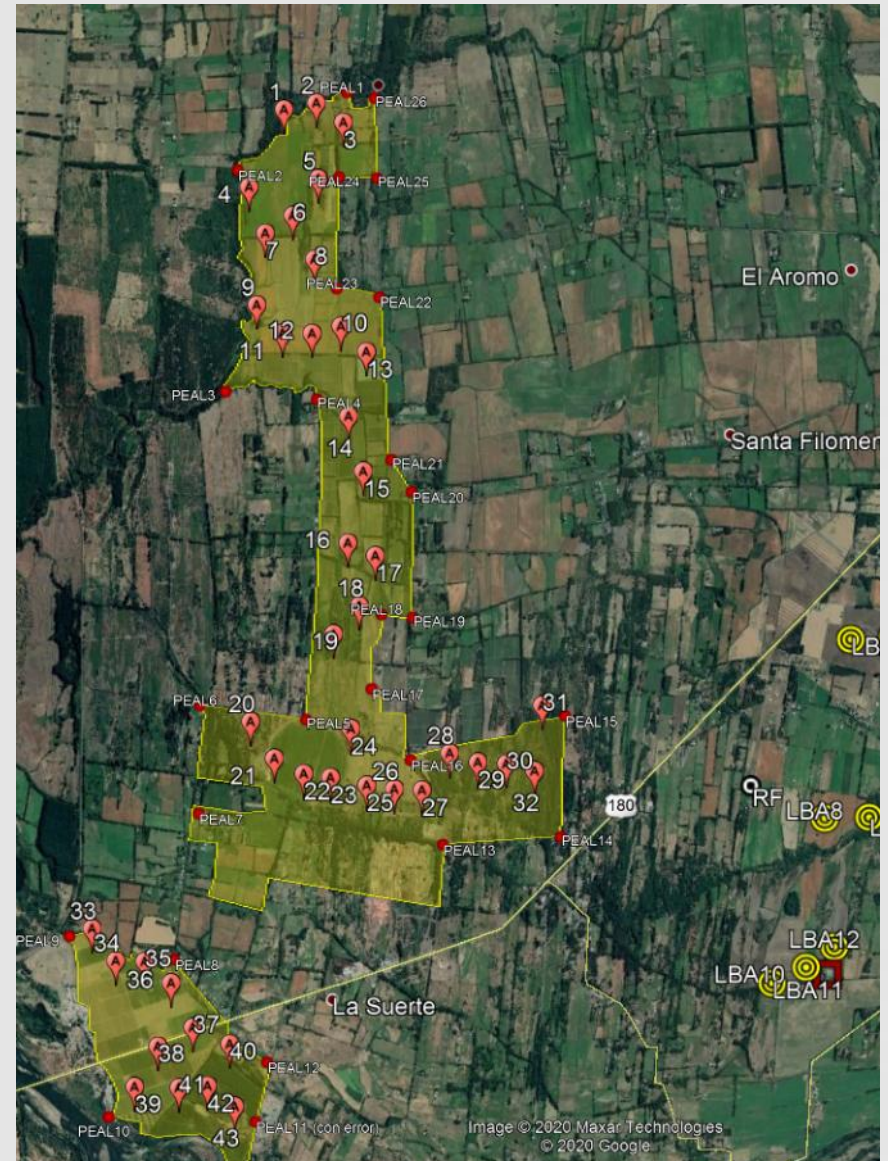 1
2
PEAL1
PEAL26
3
5
PEAL2
PEAL24
PEAL25
4
6
7
8
El Aromo
PEAL23
PEAL22
9
10
12
11
13
PEAL3
PEAL4
14
Santa Filomen
PEAL21
15
PEAL20
16
17
18
PEAL18
PEAL19
19
LB
PEAL17
PEAL6
20
31
PEAL5
PEAL15
24
28
PEAL16
21
26
30
29
22
23
25
27
32
180
RF
LBA8
L
PEAL7
PEAL13
PEAL14
33
PEAL9
34
35
PEAL8
36
LBA12
LBA10
LBA11
La Suerte
37
38
40
PEAL12
39
41
42
PEAL10
43
PEAL11 (con error)
Image © 2020 Maxar Technologies
© 2020 Google